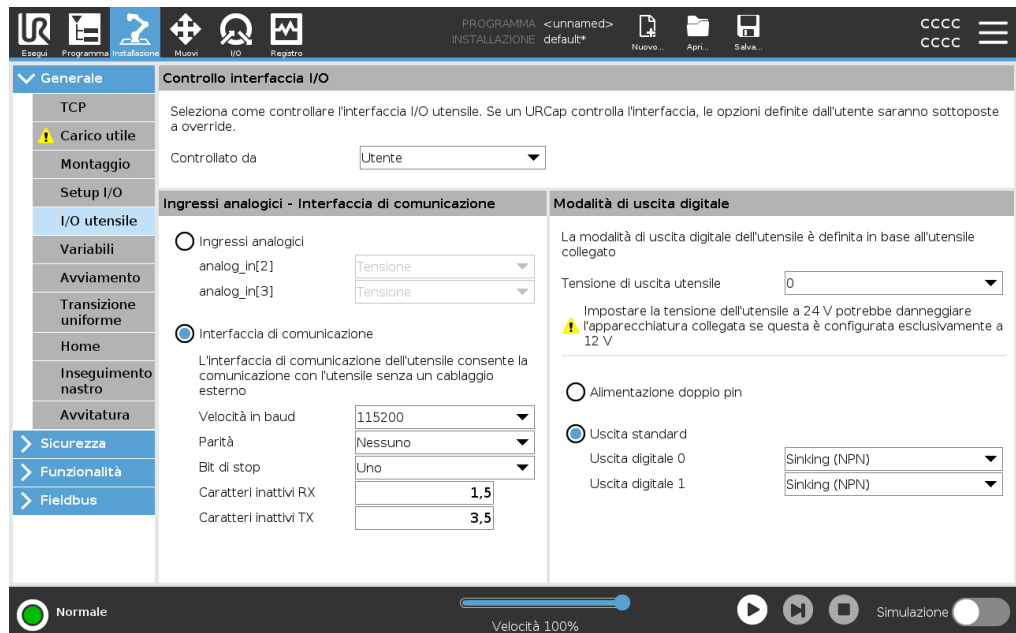 UR
PROGRAMMA <unnamed>
INSTALLAZIONE default*
CCCC
CCCC
Esegui
Programma
Installazione
Muovi
I/O
Registro
Nuovo...
Apri...
Salva...
Generale
TCP
Carico utile
Montaggio
Setup I/O
I/O utensile
Variabili
Avviamento
Transizione
uniforme
Home
Inseguimento
nastro
Avvitatura
Sicurezza
Funzionalità
Fieldbus
Controllo interfaccia I/O
Seleziona come controllare l'interfaccia I/O utensile. Se un URCap controlla l'interfaccia, le opzioni definite dall'utente saranno sottoposte
a override.
Controllato da Utente
Ingressi analogici - Interfaccia di comunicazione
Ingressi analogici
analog_in[2] Tensione
analog_in[3] Tensione
Interfaccia di comunicazione
L'interfaccia di comunicazione dell'utensile consente la
comunicazione con l'utensile senza un cablaggio
esterno
Velocità in baud 115200
Parità Nessuno
Bit di stop Uno
Caratteri inattivi RX 1,5
Caratteri inattivi TX 3,5
Modalità di uscita digitale
La modalità di uscita digitale dell'utensile è definita in base all'utensile
collegato
Tensione di uscita utensile 0
Impostare la tensione dell'utensile a 24 V potrebbe danneggiare
l'apparecchiatura collegata se questa è configurata esclusivamente a
12 V
Alimentazione doppio pin
Uscita standard
Uscita digitale 0 Sinking (NPN)
Uscita digitale 1 Sinking (NPN)
Normale
Velocità 100%
Simulazione